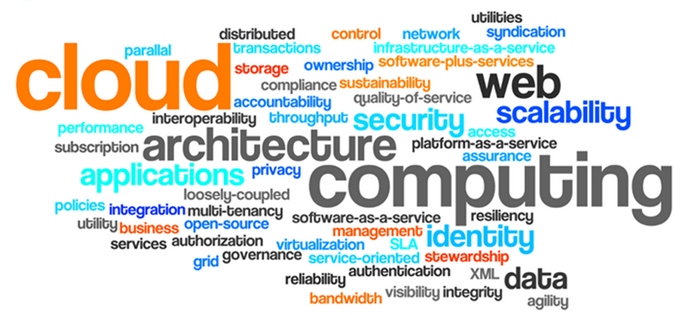 utilities
distributed control network syndication
parallal transactions infrastructure-as-a-service
cloud storage ownership software-plus-services
compliance sustainability web
accountability quality-of-service scalability
interoperability throughput security
performance access
subscription architecture platform-as-a-service
assurance
applications privacy computing
loosely-coupled
policies integration multi-tenancy
software-as-a-service resiliency
utility business open-source management identity
services authorization virtualization SLA
grid governance service-oriented stewardship
reliability authentication XML data
bandwidth visibility integrity agility